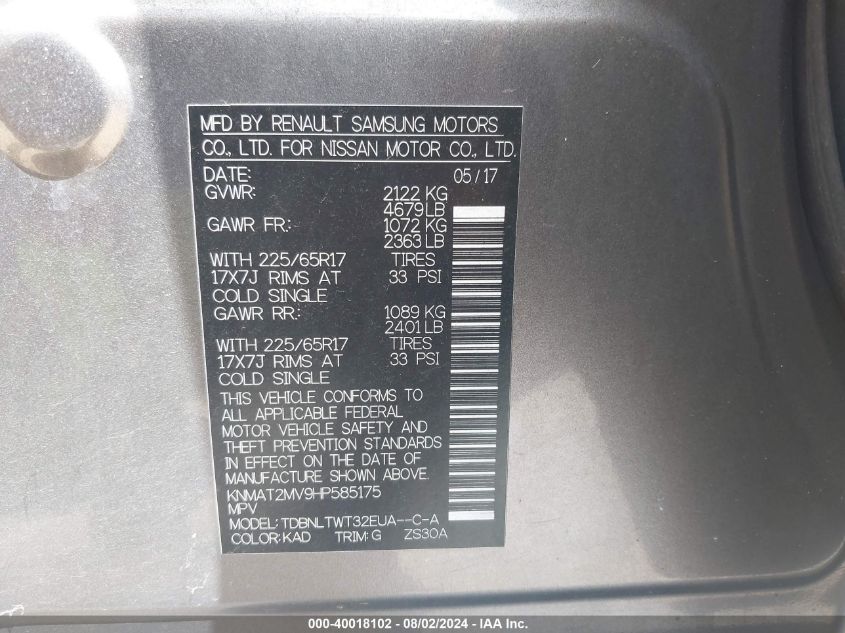 MFD BY RENAULT SAMSUNG MOTORS
CO., LTD. FOR NISSAN MOTOR CO., LTD.
DATE: 05/17
GVWR: 2122 KG
4679 LB
GAWR FR.: 1072 KG
2363 LB
WITH 225/65R17 TIRES
17X7J RIMS AT 33 PSI
COLD SINGLE
GAWR RR.: 1089 KG
2401 LB
WITH 225/65R17 TIRES
17X7J RIMS AT 33 PSI
COLD SINGLE
THIS VEHICLE CONFORMS TO
ALL APPLICABLE FEDERAL
MOTOR VEHICLE SAFETY AND
THEFT PREVENTION STANDARDS
IN EFFECT ON THE DATE OF
MANUFACTURE SHOWN ABOVE.
KNMAT2MV9HP585175
MPV
MODEL: TDBNLTWT32EUA--C-A
COLOR: KAD TRIM: G ZS30A
000-40018102 - 08/02/2024 - IAA Inc.